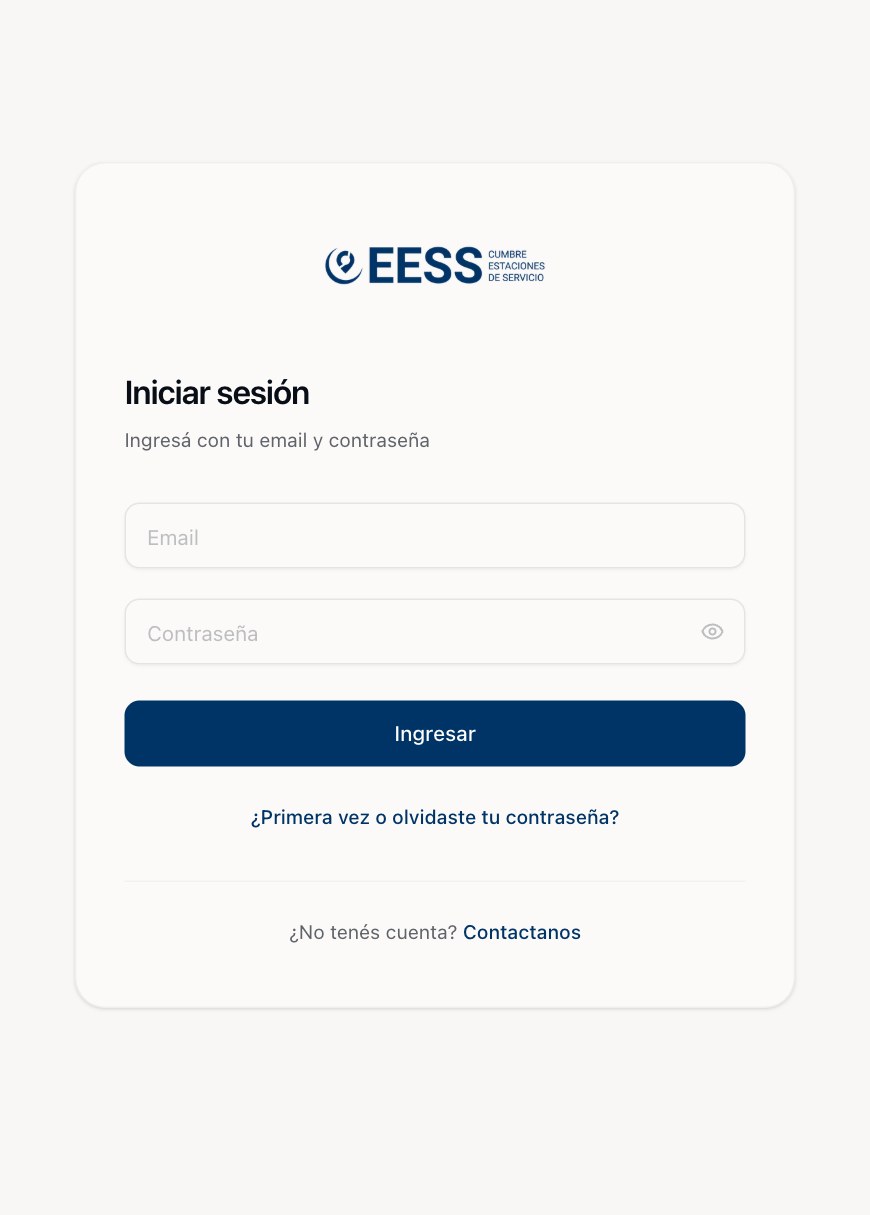 EESS
CUMBRE
ESTACIONES
DE SERVICIO
Iniciar sesión
Ingresá con tu email y contraseña
Email
Contraseña
Ingresar
¿Primera vez o olvidaste tu contraseña?
¿No tenés cuenta? Contactanos